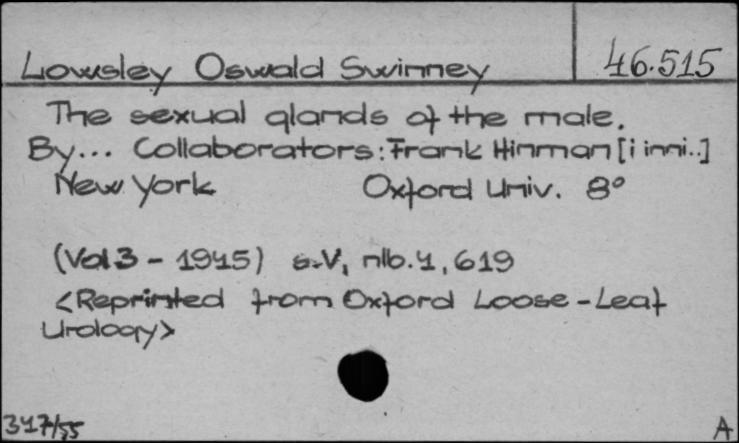 Lowsley Oswald Swinney 46.515
The sexual glands of the male.
By... Collaborators: Frank Hinman [i inni..]
New York Oxford Univ. 8°
(Vol 3 - 1945) s.V, nlb.4, 619
<Reprinted from Oxford Loose-Leaf
Urology>
347/55 A